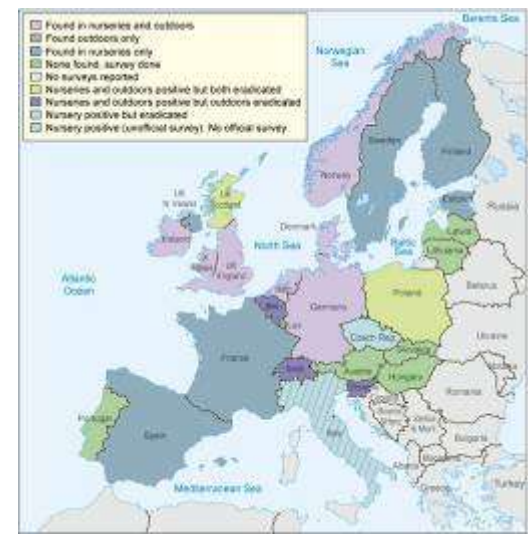 Found in nurseries and outdoors
Found outdoors only
Found in nurseries only
None found, survey done
No surveys reported
Nurseries and outdoors positive but both eradicated
Nurseries and outdoors positive but outdoors eradicated
Nursery positive but eradicated
Nursery positive (unofficial survey). No official survey
Barents Sea
Norwegian
Sea
Sweden
Finland
Norway
UK
N. Ireland
UK
Scotland
Estonia
Russia
Denmark
Latvia
Ireland
North Sea
Baltic
Sea
Lithuania
UK
England
Atlantic
Ocean
Belarus
Germany
Poland
Lux
Czech Rep.
Ukraine
Slovakia
France
Austria
Hungary
Romania
Portugal
Spain
Italy
Bulgaria
Mediterranean Sea
Greece
Turkey